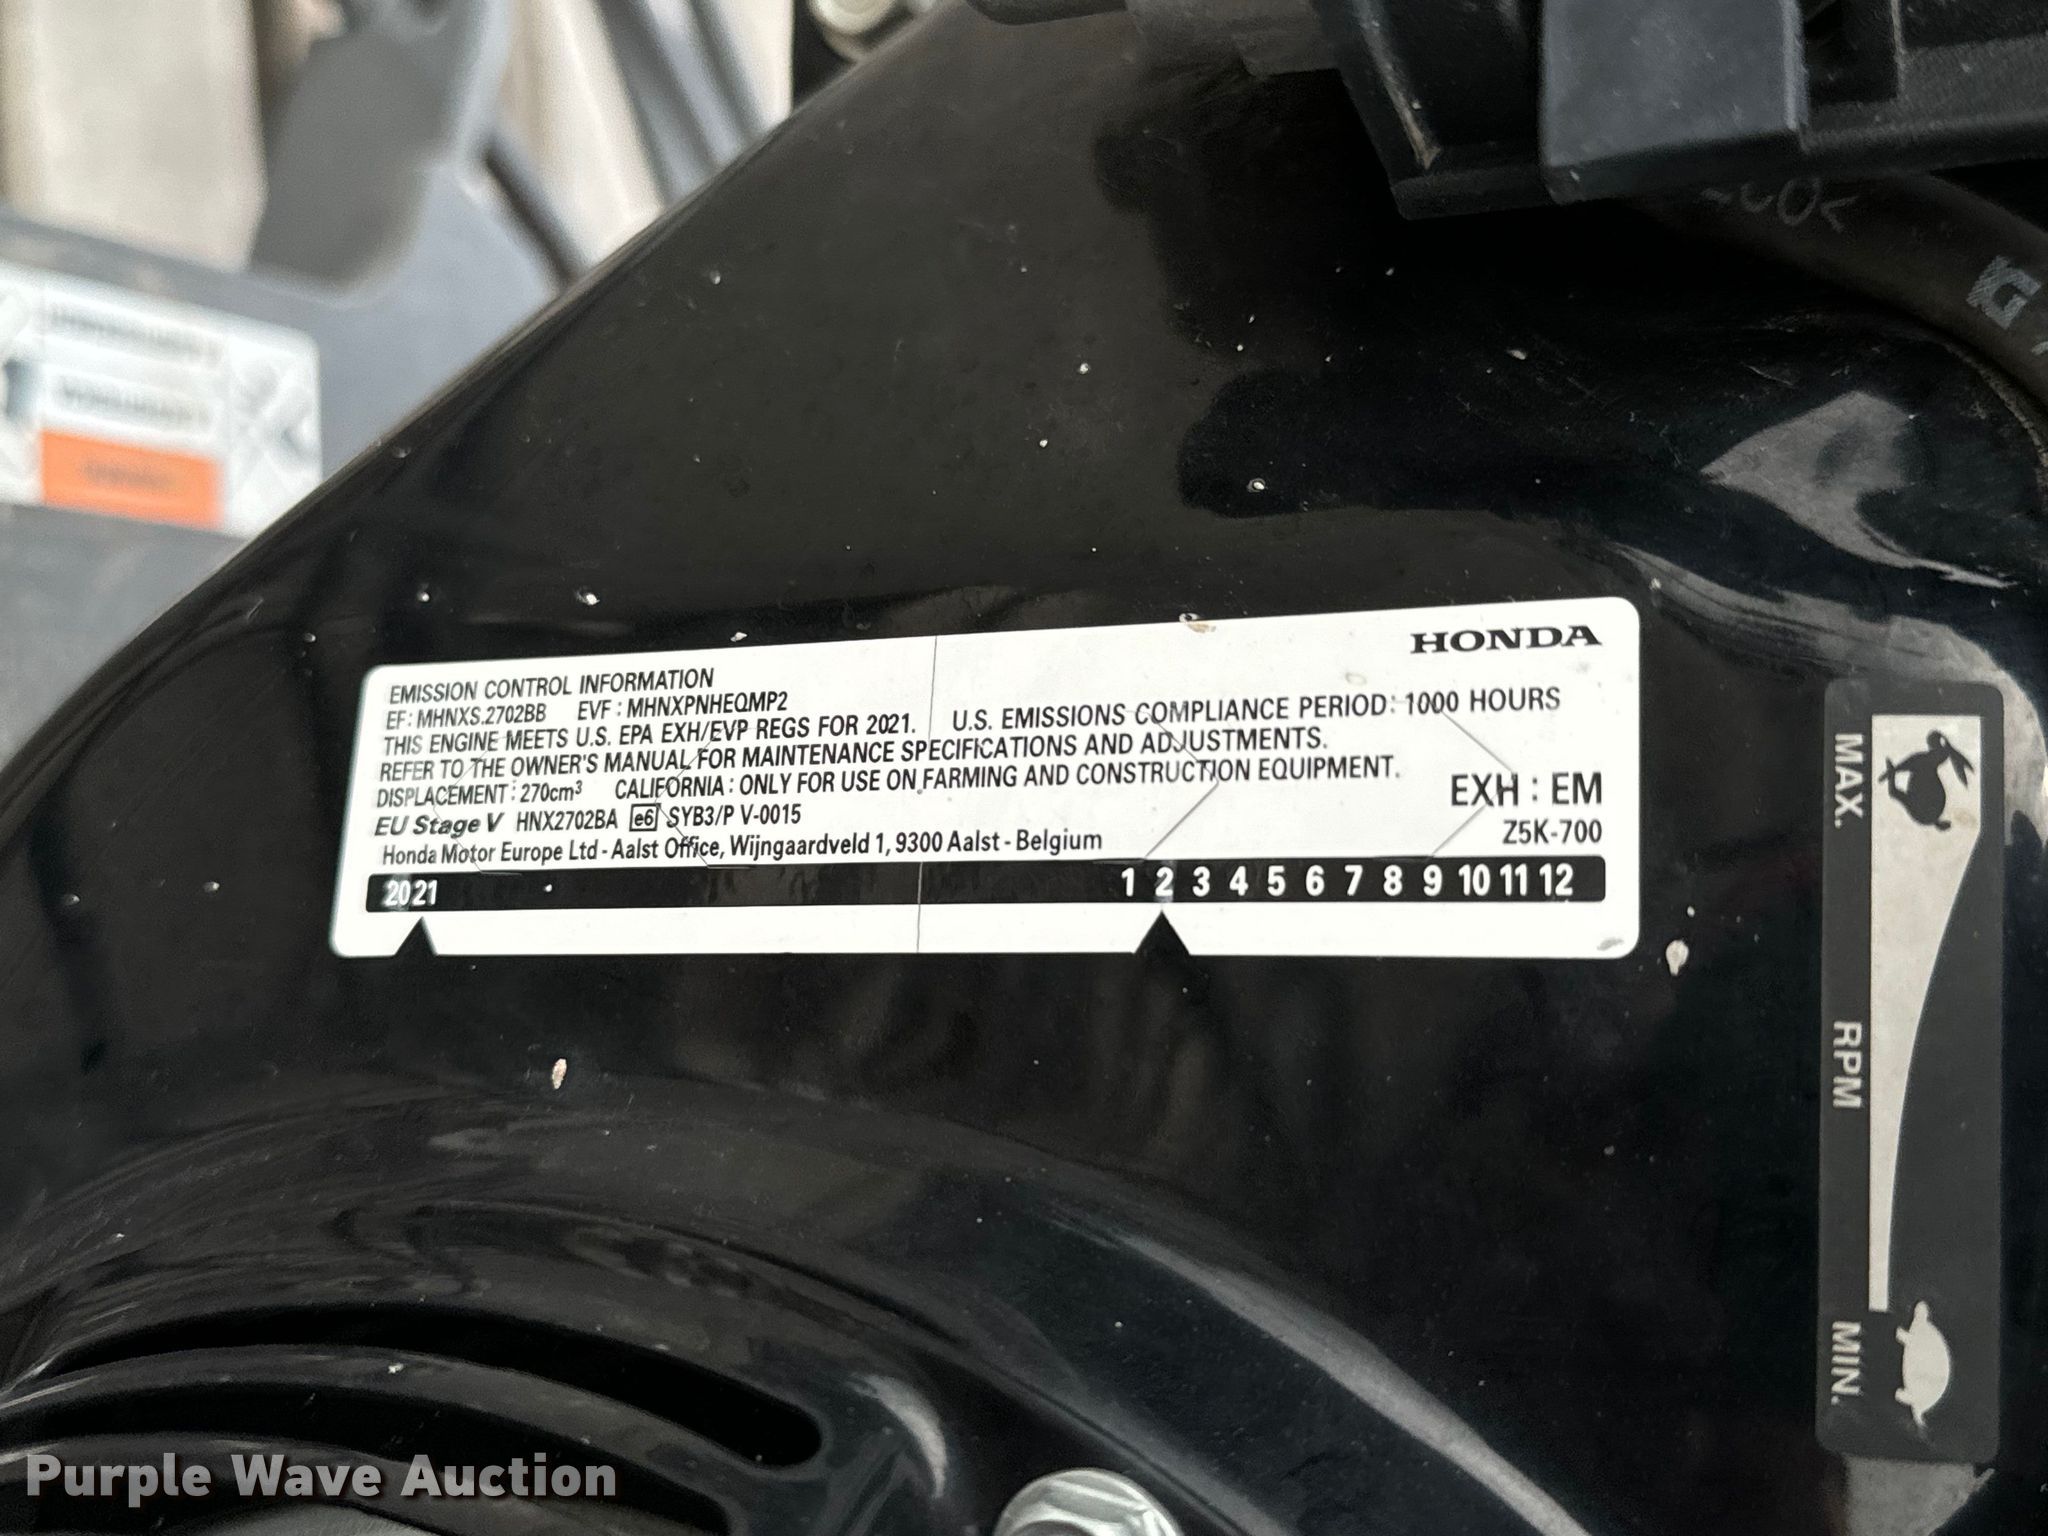 HONDA
EMISSION CONTROL INFORMATION
EF: MHNXS.2702BB EVF : MHNXPNHEQMP2
THIS ENGINE MEETS U.S. EPA EXH/EVP REGS FOR 2021. U.S. EMISSIONS COMPLIANCE PERIOD: 1000 HOURS
REFER TO THE OWNER'S MANUAL FOR MAINTENANCE SPECIFICATIONS AND ADJUSTMENTS.
DISPLACEMENT : 270cm³ CALIFORNIA : ONLY FOR USE ON FARMING AND CONSTRUCTION EQUIPMENT.
EXH : EM
EU Stage V HNX2702BA e6 SYB3/P V-0015
Z5K-700
Honda Motor Europe Ltd - Aalst Office, Wijngaardveld 1, 9300 Aalst - Belgium
2021 1 2 3 4 5 6 7 8 9 10 11 12
MAX.
RPM
MIN.
Purple Wave Auction